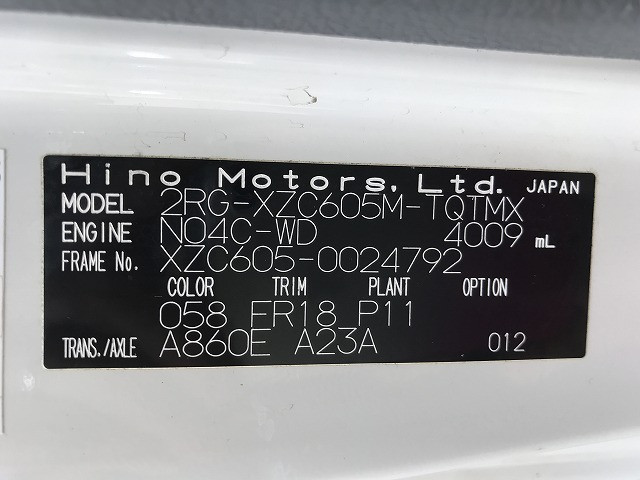 Hino Motors, Ltd. JAPAN
MODEL 2RG-XZC605M-TQTMX
ENGINE N04C-WD 4009 mL
FRAME No. XZC605-0024792
COLOR TRIM PLANT OPTION
058 FR18 P11
TRANS./AXLE A860E A23A 012